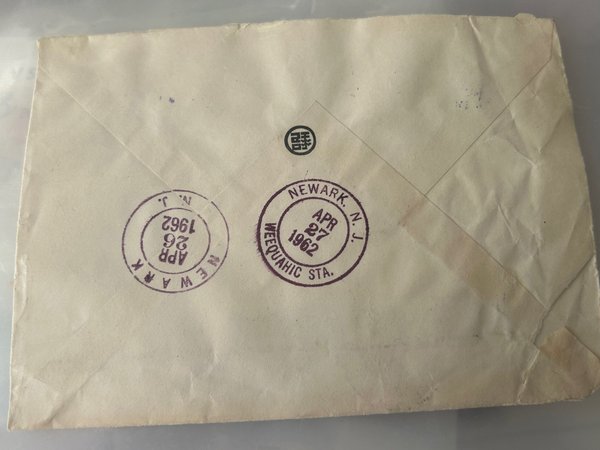 NEWARK, N. J.
APR
27
1962
WEEQUAHIC STA.
NEWARK
APR
26
1962
N. J.